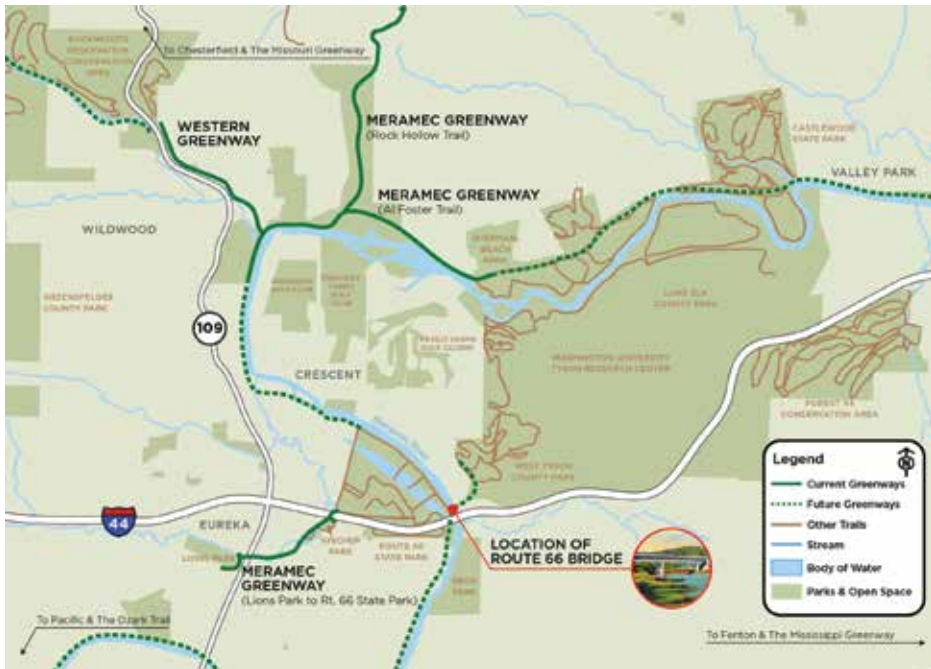 To Chesterfield & The Missouri Greenway
MERAMEC GREENWAY
(Rock Hollow Trail)
WESTERN
GREENWAY
CASTLEWOOD
STATE PARK
VALLEY PARK
MERAMEC GREENWAY
(Al Foster Trail)
WILDWOOD
GREENSFELDER
COUNTY PARK
LONE ELK
COUNTY PARK
109
WASHINGTON UNIVERSITY
TYSON RESEARCH CENTER
CRESCENT
CONSERVATION AREA
WEST TYSON
COUNTY PARK
44
EUREKA
LIONS PARK
ROUTE 66
STATE PARK
LOCATION OF
ROUTE 66 BRIDGE
MERAMEC
GREENWAY
(Lions Park to Rt. 66 State Park)
To Pacific & The Ozark Trail
To Fenton & The Mississippi Greenway
Legend
N
Current Greenways
Future Greenways
Other Trails
Stream
Body of Water
Parks & Open Space